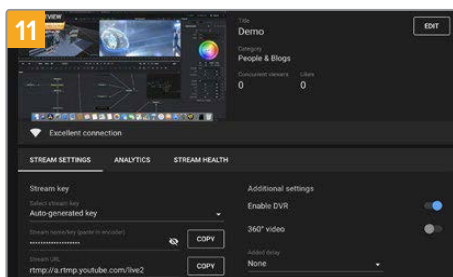 11
PREVIEW
Title
Demo
EDIT
Category
People & Blogs
Concurrent viewers Likes
0 0
Excellent connection
STREAM SETTINGS ANALYTICS STREAM HEALTH
Stream key
Additional settings
Select stream key
Auto-generated key
Enable DVR
Stream name/key (paste in encoder)
COPY
360° video
Stream URL
rtmp://a.rtmp.youtube.com/live2
COPY
Added delay
None